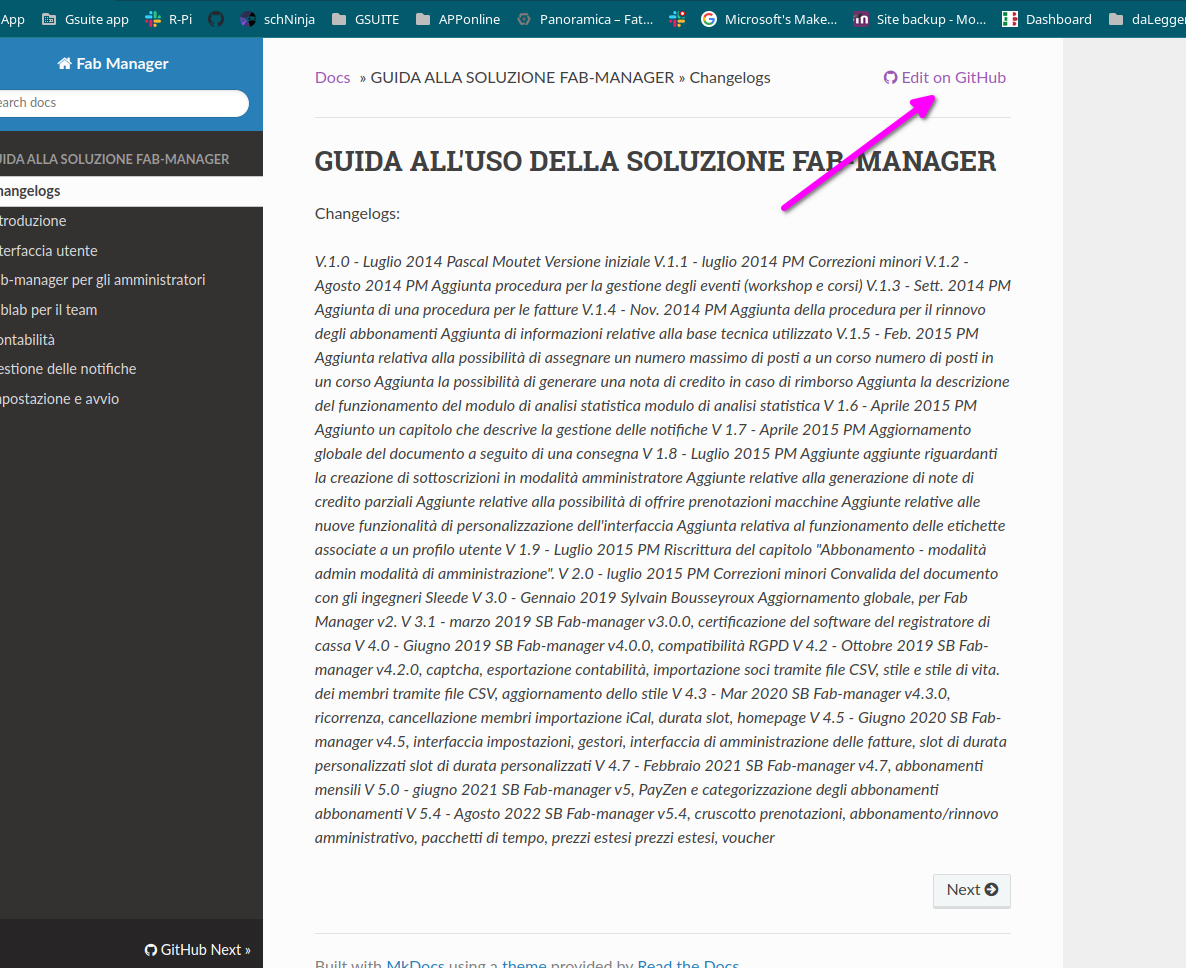 App Gsuite app R-Pi schNinja GSUITE APPonline Panoramica – Fat... Microsoft's Make... Site backup - Mo... Dashboard daLegger
Fab Manager
earch docs
UIDA ALLA SOLUZIONE FAB-MANAGER
hangelogs
troduzione
terfaccia utente
b-manager per gli amministratori
blab per il team
ontabilità
estione delle notifiche
mpostazione e avvio
GitHub Next »
Docs » GUIDA ALLA SOLUZIONE FAB-MANAGER » Changelogs
Edit on GitHub
GUIDA ALL'USO DELLA SOLUZIONE FAB-MANAGER
Changelogs:
V.1.0 - Luglio 2014 Pascal Moutet Versione iniziale V.1.1 - luglio 2014 PM Correzioni minori V.1.2 -
Agosto 2014 PM Aggiunta procedura per la gestione degli eventi (workshop e corsi) V.1.3 - Sett. 2014 PM
Aggiunta di una procedura per le fatture V.1.4 - Nov. 2014 PM Aggiunta della procedura per il rinnovo
degli abbonamenti Aggiunta di informazioni relative alla base tecnica utilizzato V.1.5 - Feb. 2015 PM
Aggiunta relativa alla possibilità di assegnare un numero massimo di posti a un corso numero di posti in
un corso Aggiunta la possibilità di generare una nota di credito in caso di rimborso Aggiunta la descrizione
del funzionamento del modulo di analisi statistica modulo di analisi statistica V 1.6 - Aprile 2015 PM
Aggiunto un capitolo che descrive la gestione delle notifiche V 1.7 - Aprile 2015 PM Aggiornamento
globale del documento a seguito di una consegna V 1.8 - Luglio 2015 PM Aggiunte aggiunte riguardanti
la creazione di sottoscrizioni in modalità amministratore Aggiunte relative alla generazione di note di
credito parziali Aggiunte relative alla possibilità di offrire prenotazioni macchine Aggiunte relative alle
nuove funzionalità di personalizzazione dell'interfaccia Aggiunta relativa al funzionamento delle etichette
associate a un profilo utente V 1.9 - Luglio 2015 PM Riscrittura del capitolo "Abbonamento - modalità
admin modalità di amministrazione". V 2.0 - luglio 2015 PM Correzioni minori Convalida del documento
con gli ingegneri Sleede V 3.0 - Gennaio 2019 Sylvain Bousseyroux Aggiornamento globale, per Fab
Manager v2. V 3.1 - marzo 2019 SB Fab-manager v3.0.0, certificazione del software del registratore di
cassa V 4.0 - Giugno 2019 SB Fab-manager v4.0.0, compatibilità RGPD V 4.2 - Ottobre 2019 SB Fab-
manager v4.2.0, captcha, esportazione contabilità, importazione soci tramite file CSV, stile e stile di vita.
dei membri tramite file CSV, aggiornamento dello stile V 4.3 - Mar 2020 SB Fab-manager v4.3.0,
ricorrenza, cancellazione membri importazione iCal, durata slot, homepage V 4.5 - Giugno 2020 SB Fab-
manager v4.5, interfaccia impostazioni, gestori, interfaccia di amministrazione delle fatture, slot di durata
personalizzati slot di durata personalizzati V 4.7 - Febbraio 2021 SB Fab-manager v4.7, abbonamenti
mensili V 5.0 - giugno 2021 SB Fab-manager v5, PayZen e categorizzazione degli abbonamenti
abbonamenti V 5.4 - Agosto 2022 SB Fab-manager v5.4, cruscotto prenotazioni, abbonamento/rinnovo
amministrativo, pacchetti di tempo, prezzi estesi prezzi estesi, voucher
Next
Built with MkDocs using a theme provided by Read the Docs.